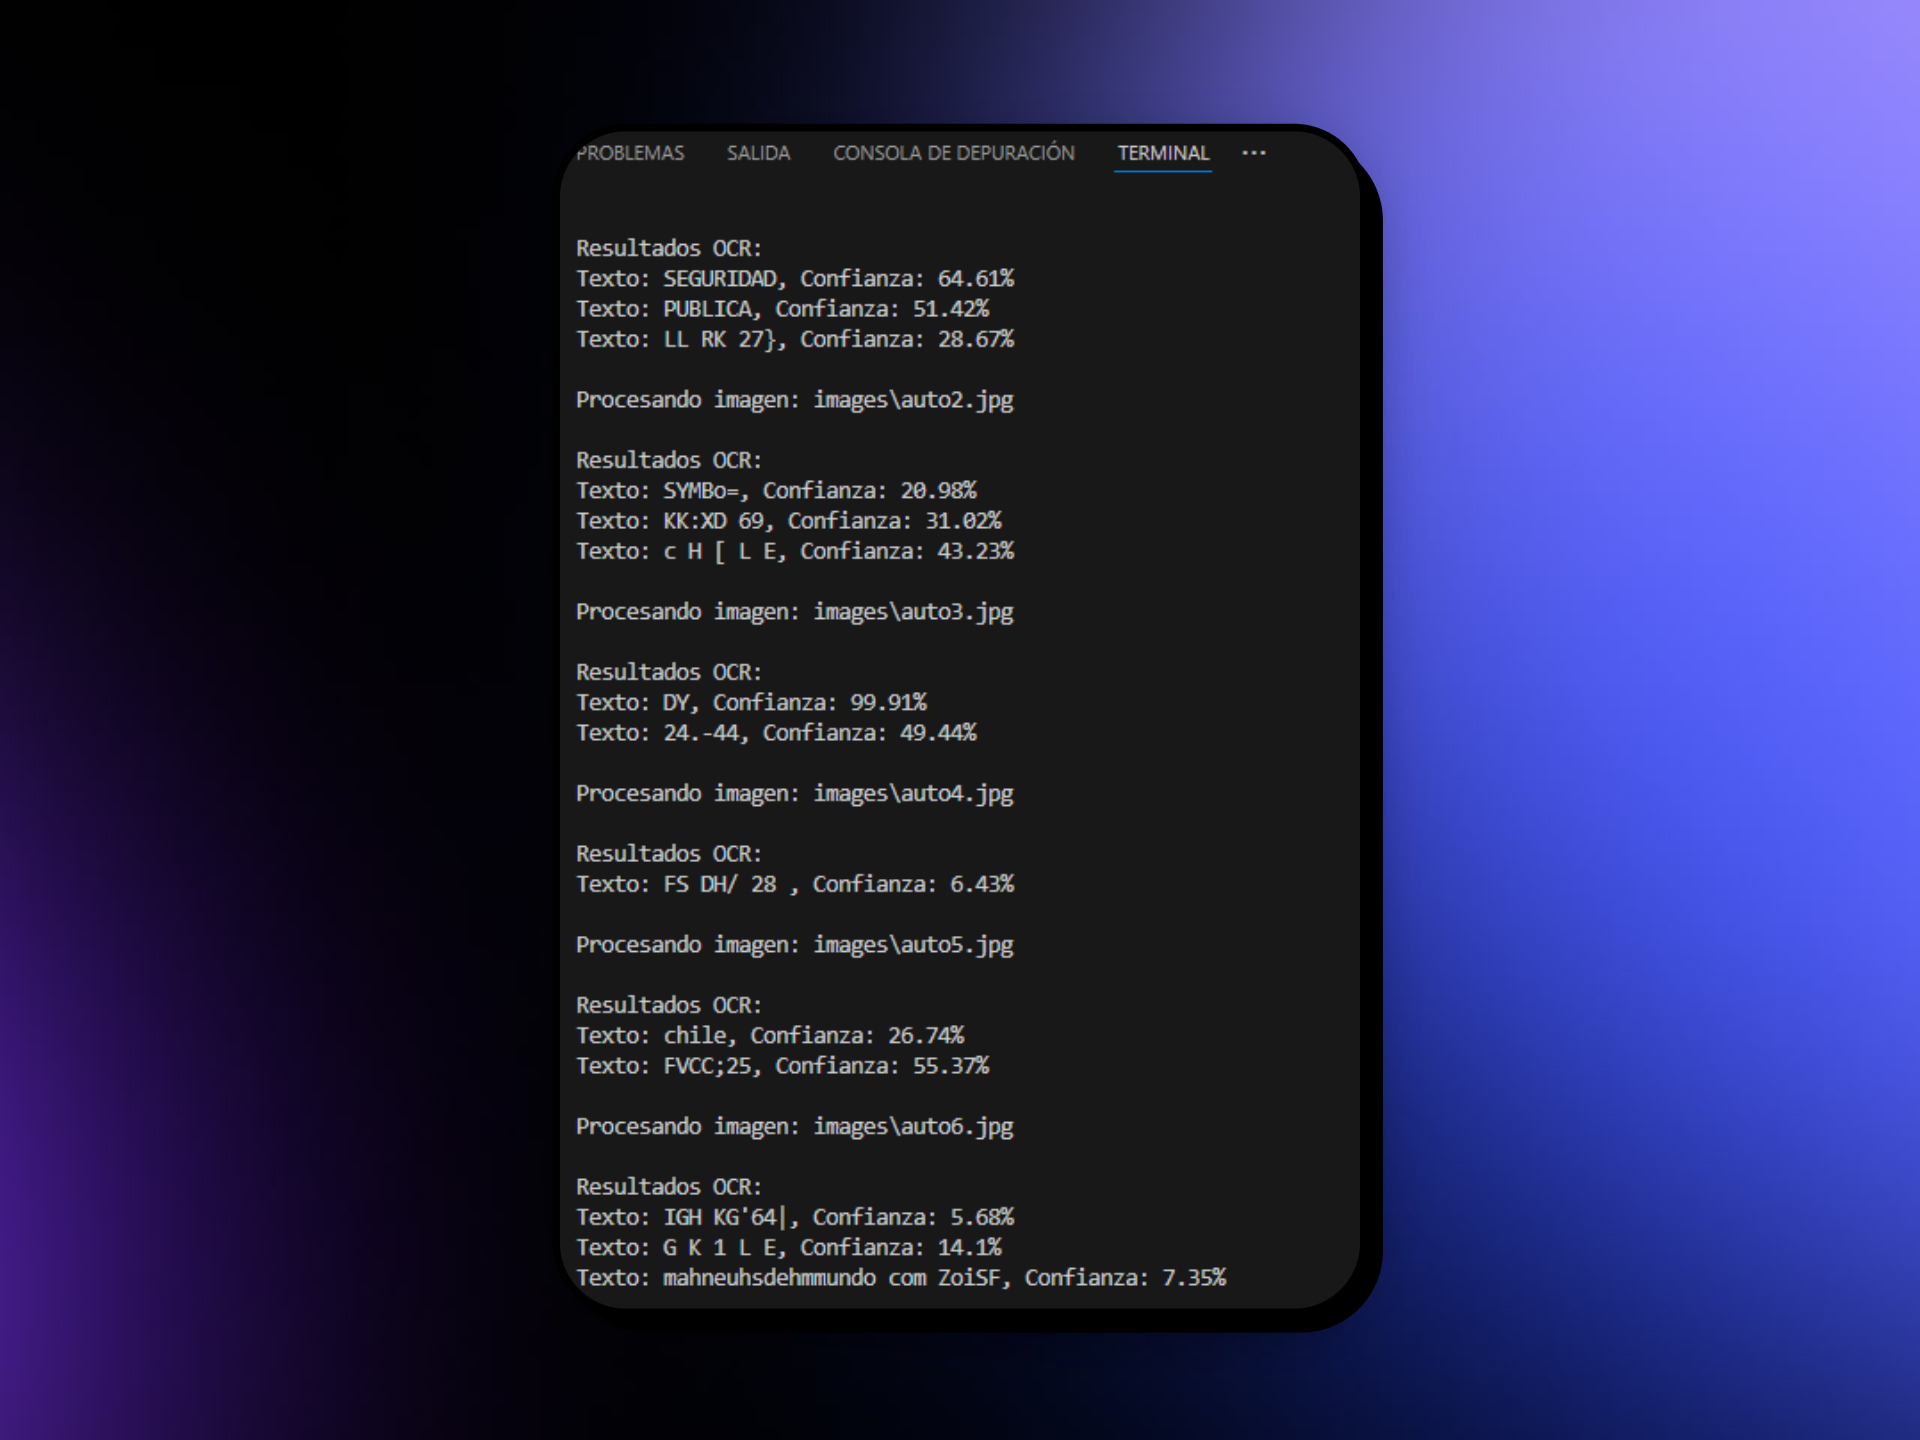 PROBLEMAS SALIDA CONSOLA DE DEPURACIÓN TERMINAL ...
Resultados OCR:
Texto: SEGURIDAD, Confianza: 64.61%
Texto: PUBLICA, Confianza: 51.42%
Texto: LL RK 27}, Confianza: 28.67%
Procesando imagen: images\auto2.jpg
Resultados OCR:
Texto: SYMBo=, Confianza: 20.98%
Texto: KK:XD 69, Confianza: 31.02%
Texto: c H [ L E, Confianza: 43.23%
Procesando imagen: images\auto3.jpg
Resultados OCR:
Texto: DY, Confianza: 99.91%
Texto: 24.-44, Confianza: 49.44%
Procesando imagen: images\auto4.jpg
Resultados OCR:
Texto: FS DH/ 28 , Confianza: 6.43%
Procesando imagen: images\auto5.jpg
Resultados OCR:
Texto: chile, Confianza: 26.74%
Texto: FVCC;25, Confianza: 55.37%
Procesando imagen: images\auto6.jpg
Resultados OCR:
Texto: IGH KG'64|, Confianza: 5.68%
Texto: G K 1 L E, Confianza: 14.1%
Texto: mahneuhsdehmmundo com ZoiSF, Confianza: 7.35%